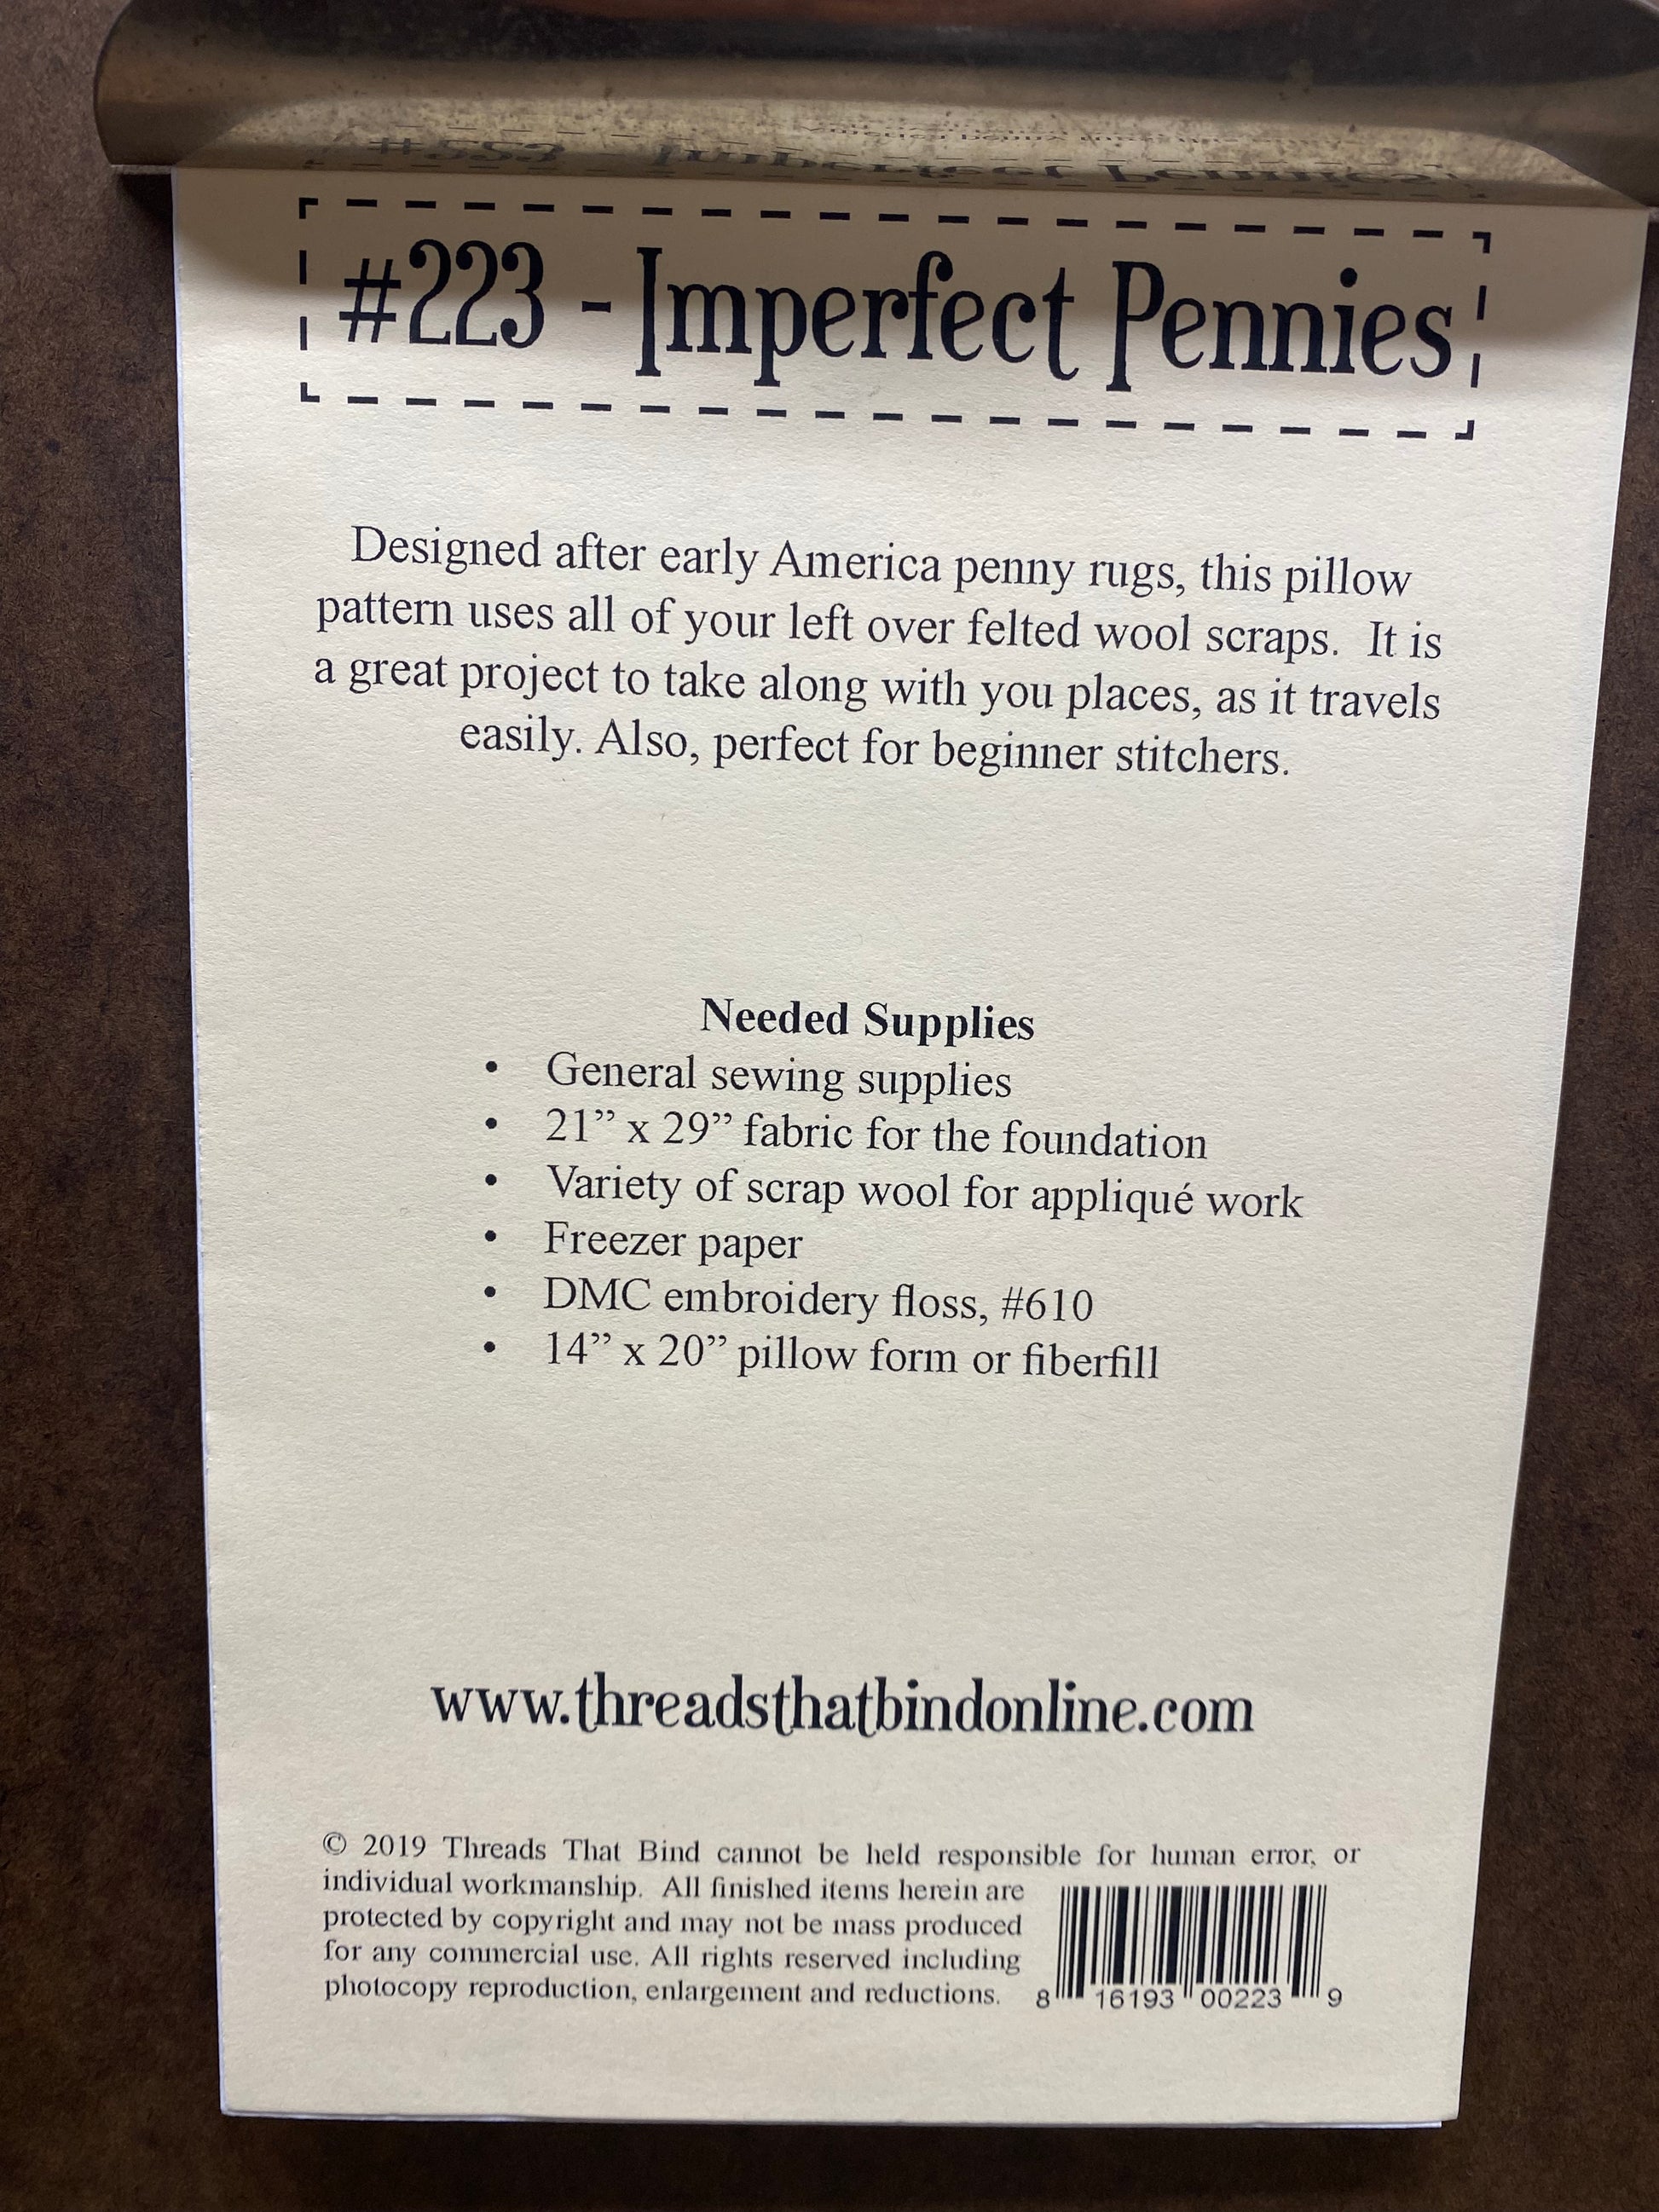 #223 - Imperfect Pennies
Designed after early America penny rugs, this pillow
pattern uses all of your left over felted wool scraps.  It is
a great project to take along with you places, as it travels
easily. Also, perfect for beginner stitchers.
Needed Supplies
• General sewing supplies
• 21” x 29” fabric for the foundation
• Variety of scrap wool for appliqué work
• Freezer paper
• DMC embroidery floss, #610
• 14” x 20” pillow form or fiberfill
www.threadsthatbindonline.com
© 2019 Threads That Bind cannot be held responsible for human error, or
individual workmanship.  All finished items herein are
protected by copyright and may not be mass produced
for any commercial use. All rights reserved including
photocopy reproduction, enlargement and reductions.
8 16193 00223 9